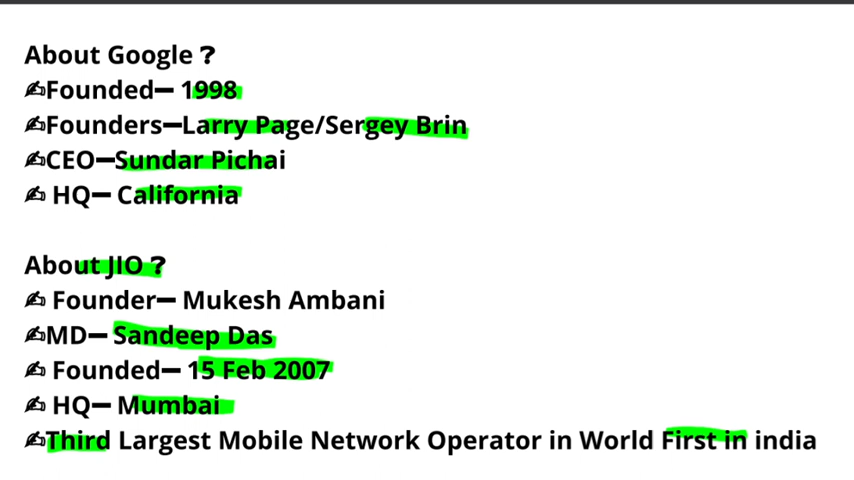 About Google ?
✍Founded— 1998
✍Founders—Larry Page/Sergey Brin
✍CEO—Sundar Pichai
✍ HQ— California
About JIO ?
✍ Founder— Mukesh Ambani
✍MD— Sandeep Das
✍ Founded— 15 Feb 2007
✍ HQ— Mumbai
✍Third Largest Mobile Network Operator in World First in india